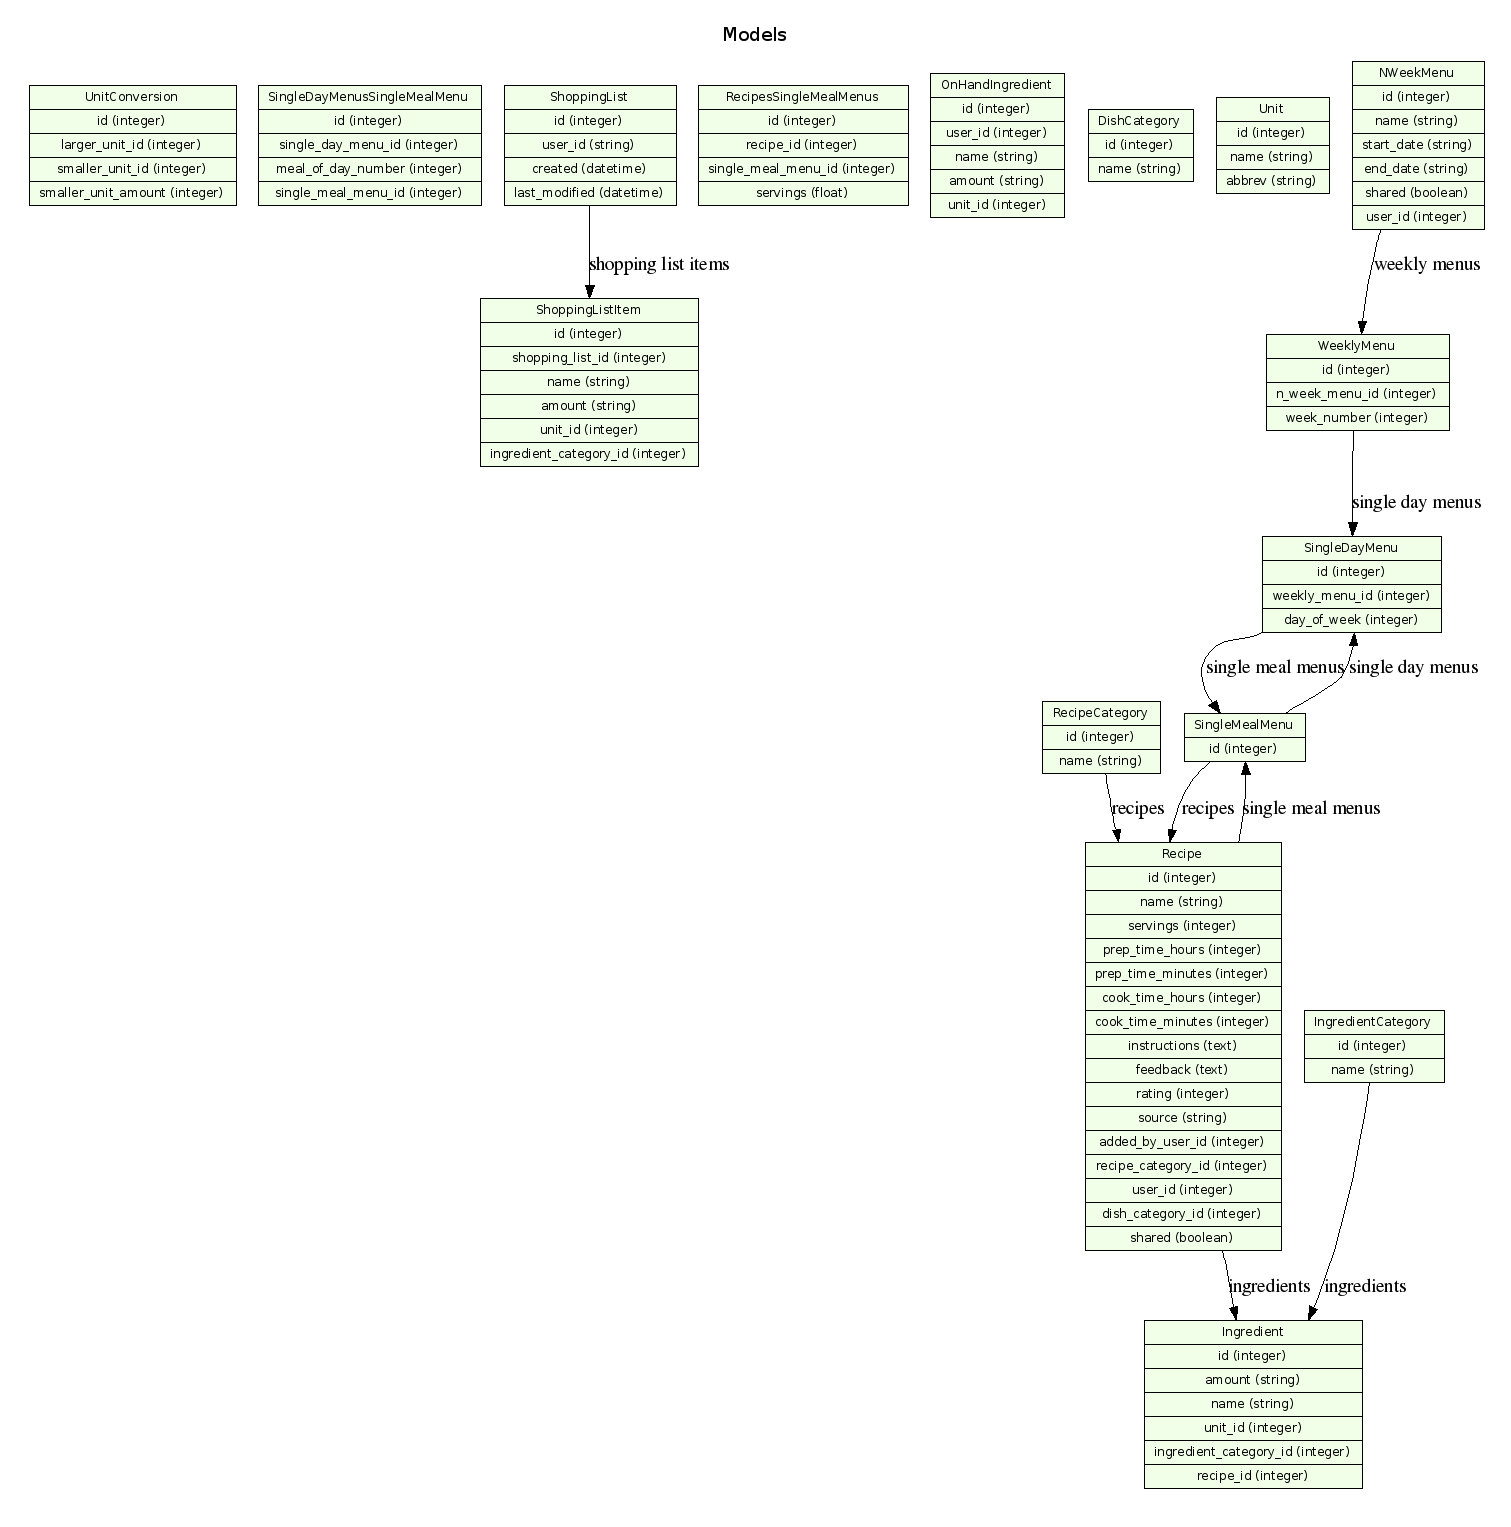 Models
UnitConversion
id (integer)
larger_unit_id (integer)
smaller_unit_id (integer)
smaller_unit_amount (integer)
SingleDayMenusSingleMealMenu
id (integer)
single_day_menu_id (integer)
meal_of_day_number (integer)
single_meal_menu_id (integer)
ShoppingList
id (integer)
user_id (string)
created (datetime)
last_modified (datetime)
RecipesSingleMealMenus
id (integer)
recipe_id (integer)
single_meal_menu_id (integer)
servings (float)
OnHandIngredient
id (integer)
user_id (integer)
name (string)
amount (string)
unit_id (integer)
DishCategory
id (integer)
name (string)
Unit
id (integer)
name (string)
abbrev (string)
NWeekMenu
id (integer)
name (string)
start_date (string)
end_date (string)
shared (boolean)
user_id (integer)
shopping list items
weekly menus
ShoppingListItem
id (integer)
shopping_list_id (integer)
name (string)
amount (string)
unit_id (integer)
ingredient_category_id (integer)
WeeklyMenu
id (integer)
n_week_menu_id (integer)
week_number (integer)
single day menus
SingleDayMenu
id (integer)
weekly_menu_id (integer)
day_of_week (integer)
single meal menus
single day menus
RecipeCategory
id (integer)
name (string)
SingleMealMenu
id (integer)
recipes
recipes
single meal menus
Recipe
id (integer)
name (string)
servings (integer)
prep_time_hours (integer)
prep_time_minutes (integer)
cook_time_hours (integer)
cook_time_minutes (integer)
instructions (text)
feedback (text)
rating (integer)
source (string)
added_by_user_id (integer)
recipe_category_id (integer)
user_id (integer)
dish_category_id (integer)
shared (boolean)
IngredientCategory
id (integer)
name (string)
ingredients
ingredients
Ingredient
id (integer)
amount (string)
name (string)
unit_id (integer)
ingredient_category_id (integer)
recipe_id (integer)